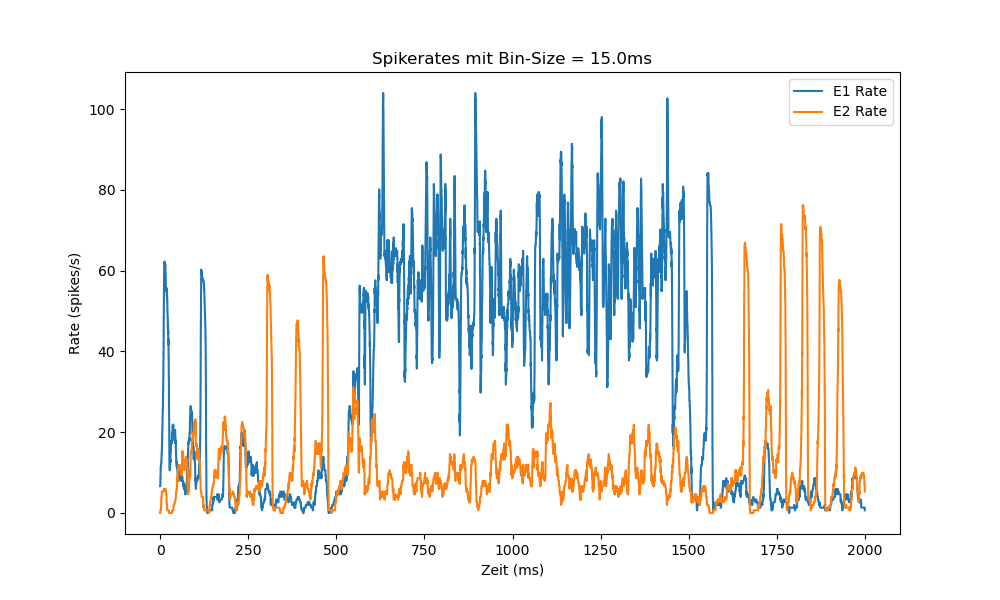 Spikerates mit Bin-Size = 15.0ms
E1 Rate
E2 Rate
100
80
60
40
20
0
Rate (spikes/s)
0 250 500 750 1000 1250 1500 1750 2000
Zeit (ms)